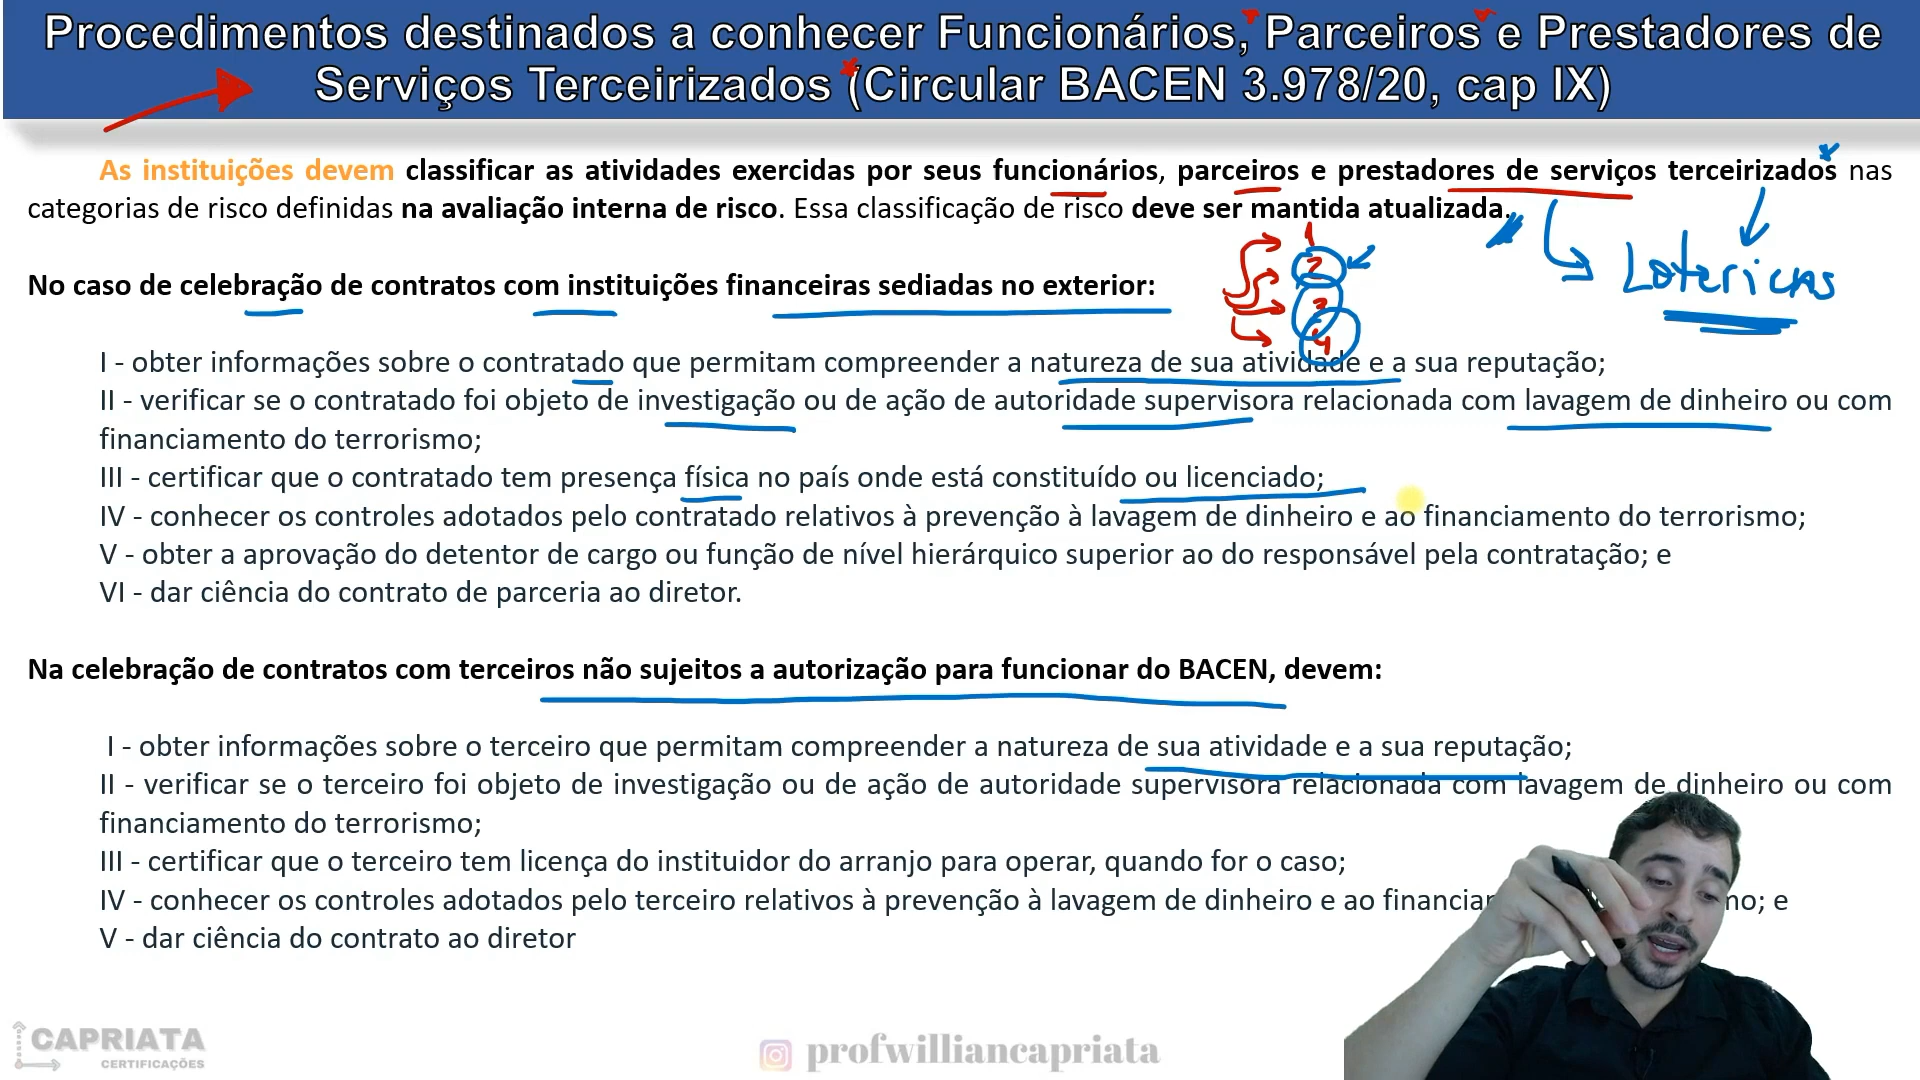 Procedimentos destinados a conhecer Funcionários, Parceiros e Prestadores de
Serviços Terceirizados (Circular BACEN 3.978/20, cap IX)
As instituições devem classificar as atividades exercidas por seus funcionários, parceiros e prestadores de serviços terceirizados nas
categorias de risco definidas na avaliação interna de risco. Essa classificação de risco deve ser mantida atualizada.
1
2
3
4
Lotericas
No caso de celebração de contratos com instituições financeiras sediadas no exterior:
I - obter informações sobre o contratado que permitam compreender a natureza de sua atividade e a sua reputação;
II - verificar se o contratado foi objeto de investigação ou de ação de autoridade supervisora relacionada com lavagem de dinheiro ou com
financiamento do terrorismo;
III - certificar que o contratado tem presença física no país onde está constituído ou licenciado;
IV - conhecer os controles adotados pelo contratado relativos à prevenção à lavagem de dinheiro e ao financiamento do terrorismo;
V - obter a aprovação do detentor de cargo ou função de nível hierárquico superior ao do responsável pela contratação; e
VI - dar ciência do contrato de parceria ao diretor.
Na celebração de contratos com terceiros não sujeitos a autorização para funcionar do BACEN, devem:
I - obter informações sobre o terceiro que permitam compreender a natureza de sua atividade e a sua reputação;
II - verificar se o terceiro foi objeto de investigação ou de ação de autoridade supervisora relacionada com lavagem de dinheiro ou com
financiamento do terrorismo;
III - certificar que o terceiro tem licença do instituidor do arranjo para operar, quando for o caso;
IV - conhecer os controles adotados pelo terceiro relativos à prevenção à lavagem de dinheiro e ao e
V - dar ciência do contrato ao diretor
CAPRIATA
CERTIFICAÇÕES
profwilliancapriata